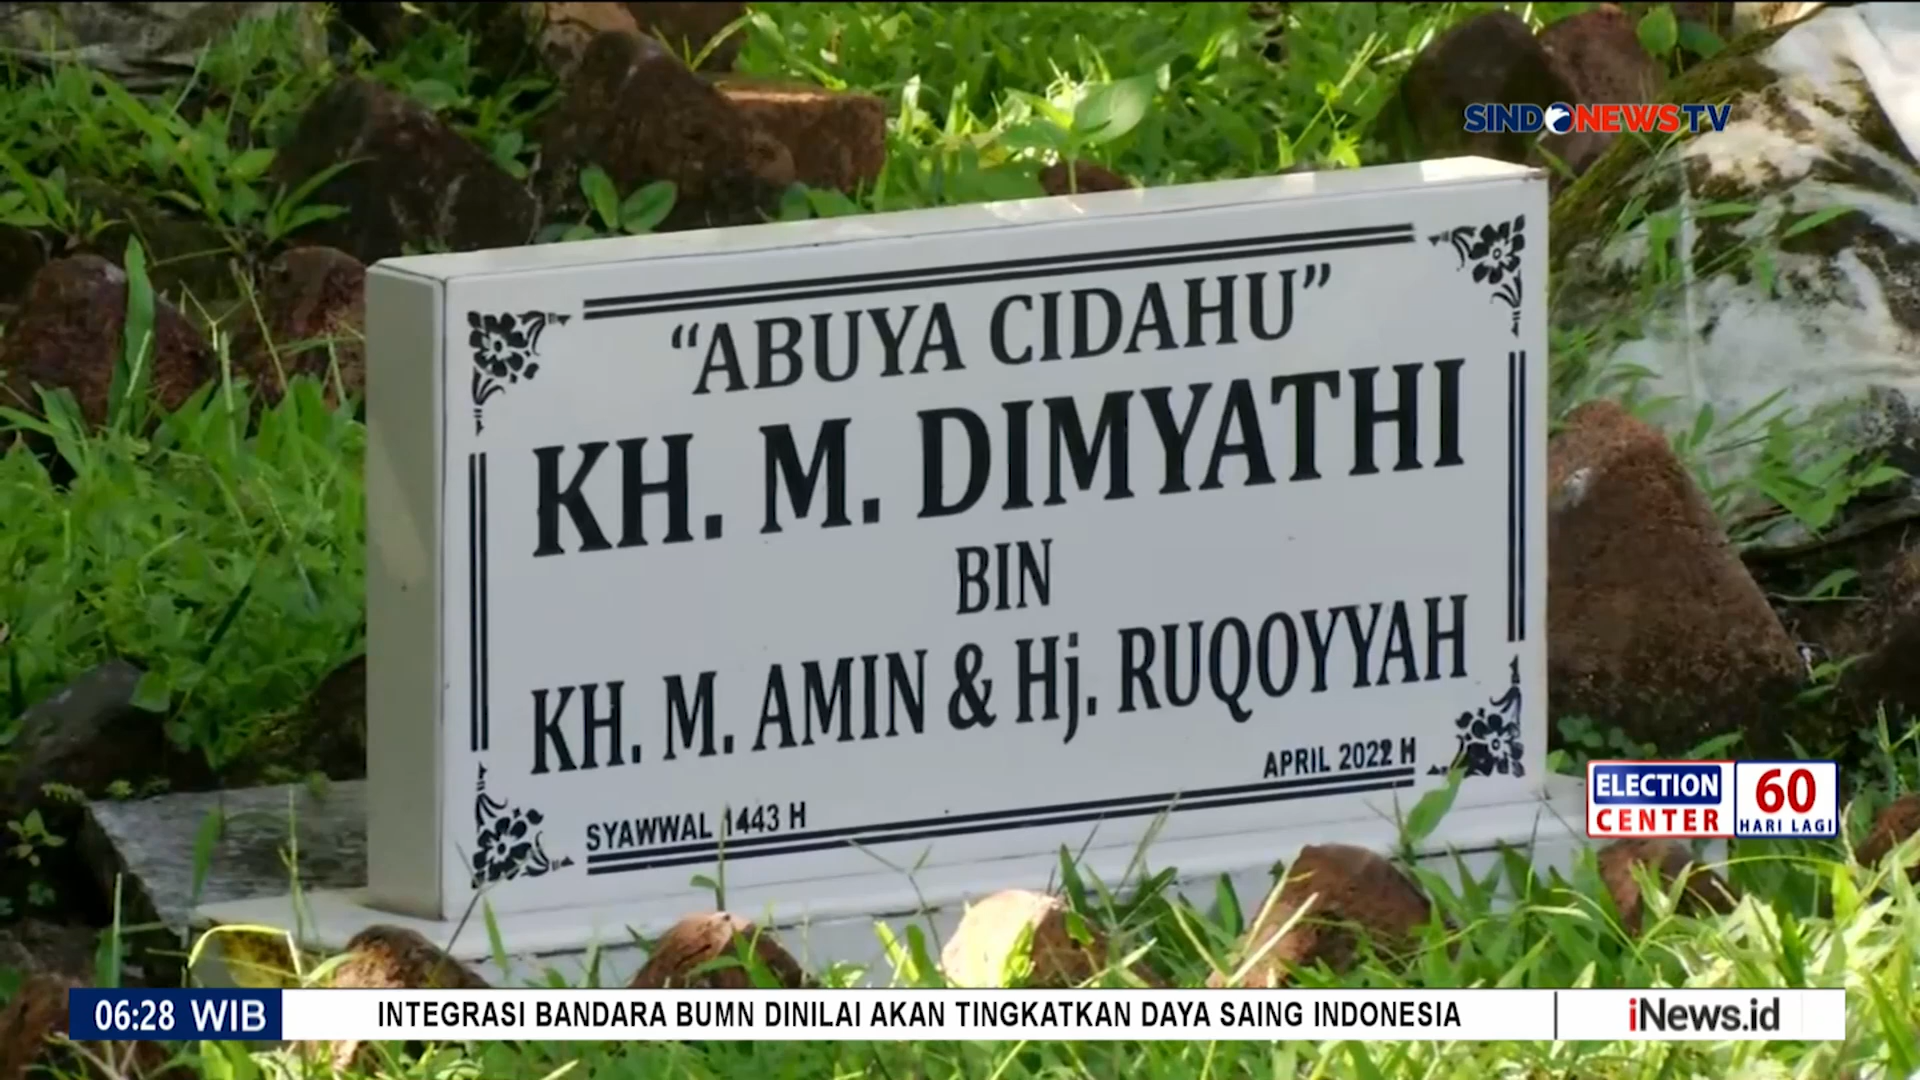 SINDONEWSTV
“ABUYA CIDAHU”
KH. M. DIMYATHI
BIN
KH. M. AMIN & Hj. RUQOYYAH
SYAWWAL 1443 H
APRIL 2022 H
ELECTION CENTER
60 HARI LAGI
06:28 WIB
INTEGRASI BANDARA BUMN DINILAI AKAN TINGKATKAN DAYA SAING INDONESIA
iNews.id